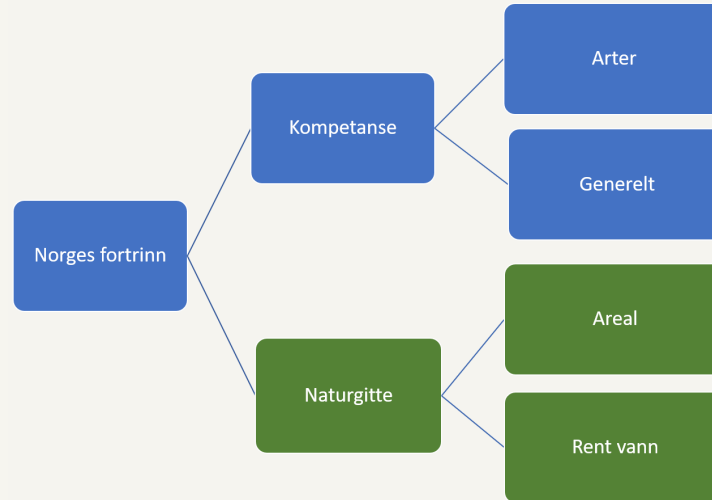 Norges fortrinn
Kompetanse
Arter
Generelt
Naturgitte
Areal
Rent vann